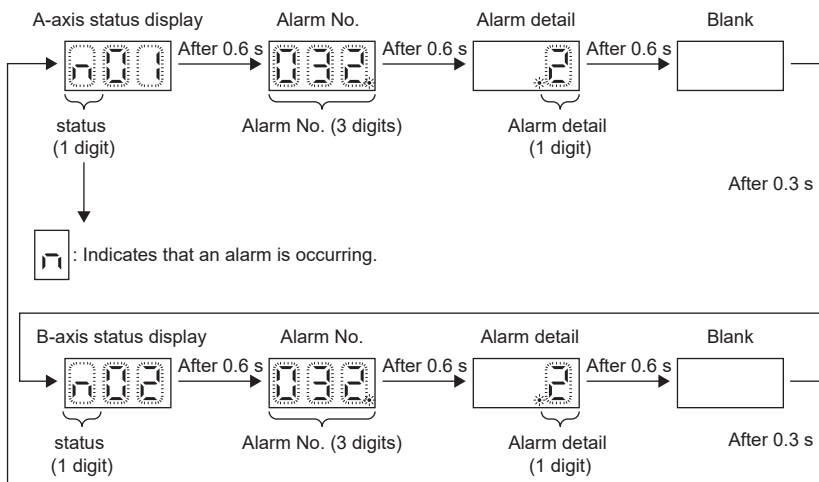 A-axis status display Alarm No. Alarm detail Blank
n01 After 0.6 s 032. After 0.6 s .2 After 0.6 s
status Alarm No. (3 digits) Alarm detail
(1 digit) (1 digit)
After 0.3 s
n : Indicates that an alarm is occurring.
B-axis status display Alarm No. Alarm detail Blank
n02 After 0.6 s 032. After 0.6 s .2 After 0.6 s
status Alarm No. (3 digits) Alarm detail After 0.3 s
(1 digit) (1 digit)